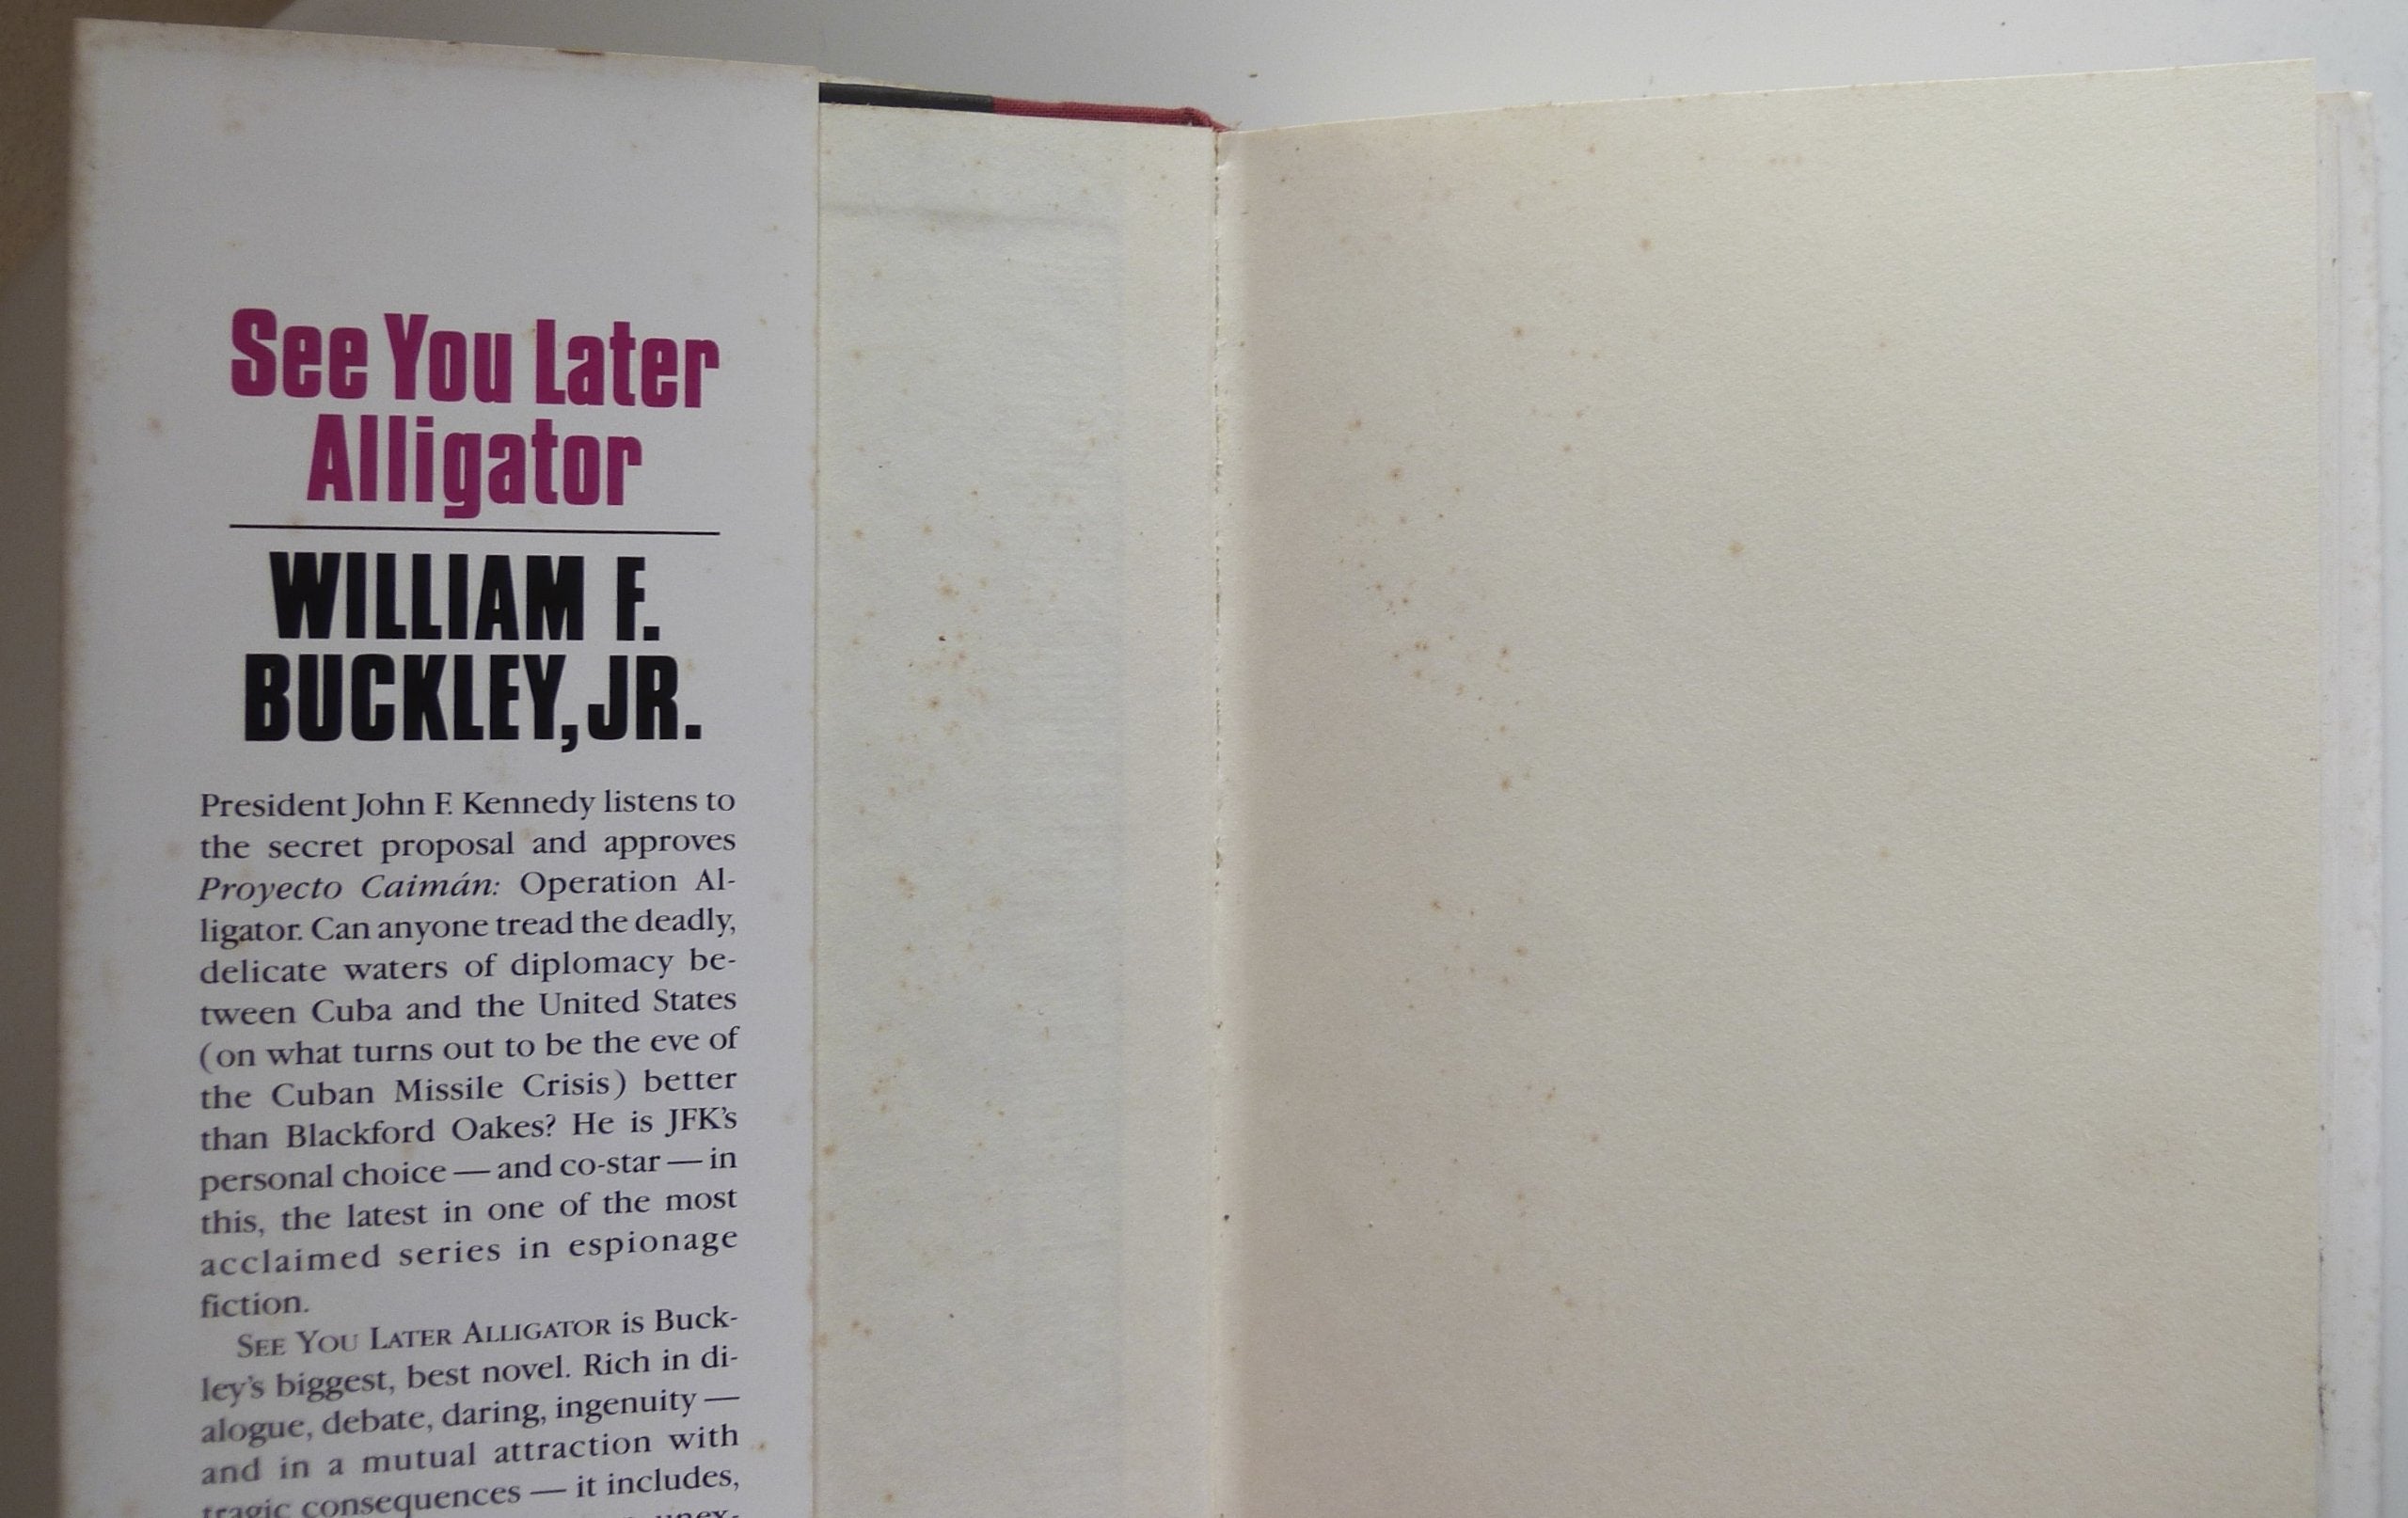 See You Later
Alligator
WILLIAM F.
BUCKLEY, JR.
President John F. Kennedy listens to
the secret proposal and approves
Proyecto Caimán: Operation Al-
ligator. Can anyone tread the deadly,
delicate waters of diplomacy be-
tween Cuba and the United States
(on what turns out to be the eve of
the Cuban Missile Crisis) better
than Blackford Oakes? He is JFK's
personal choice — and co-star — in
this, the latest in one of the most
acclaimed series in espionage
fiction.
SEE YOU LATER ALLIGATOR is Buck-
ley's biggest, best novel. Rich in di-
alogue, debate, daring, ingenuity —
and in a mutual attraction with
tragic consequences — it includes,